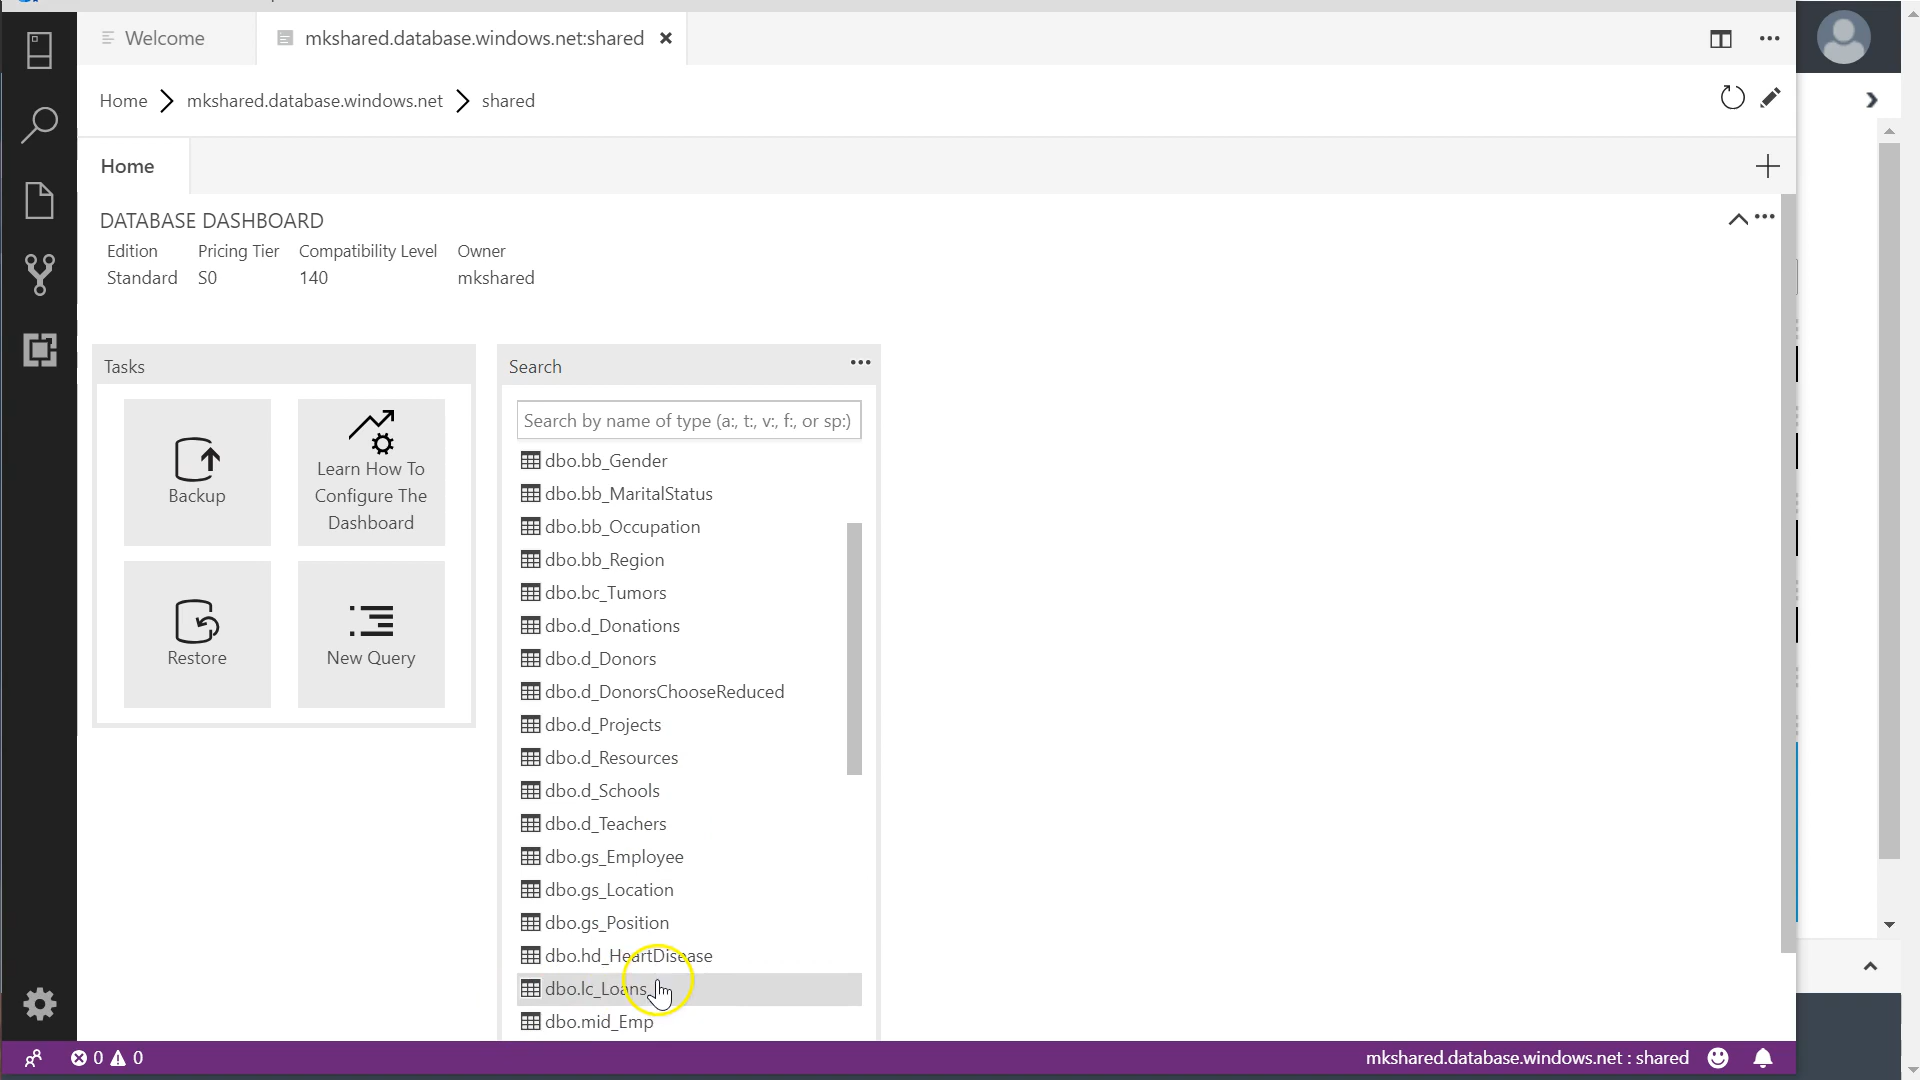 Welcome
mkshared.database.windows.net:shared
Home mkshared.database.windows.net shared
Home
DATABASE DASHBOARD
Edition Pricing Tier Compatibility Level Owner
Standard S0 140 mkshared
Tasks
Backup
Learn How To
Configure The
Dashboard
Restore
New Query
Search
Search by name of type (a:, t:, v:, f:, or sp:)
dbo.bb_Gender
dbo.bb_MaritalStatus
dbo.bb_Occupation
dbo.bb_Region
dbo.bc_Tumors
dbo.d_Donations
dbo.d_Donors
dbo.d_DonorsChooseReduced
dbo.d_Projects
dbo.d_Resources
dbo.d_Schools
dbo.d_Teachers
dbo.gs_Employee
dbo.gs_Location
dbo.gs_Position
dbo.hd_HeartDisease
dbo.lc_Loans
dbo.mid_Emp
0 0
mkshared.database.windows.net : shared